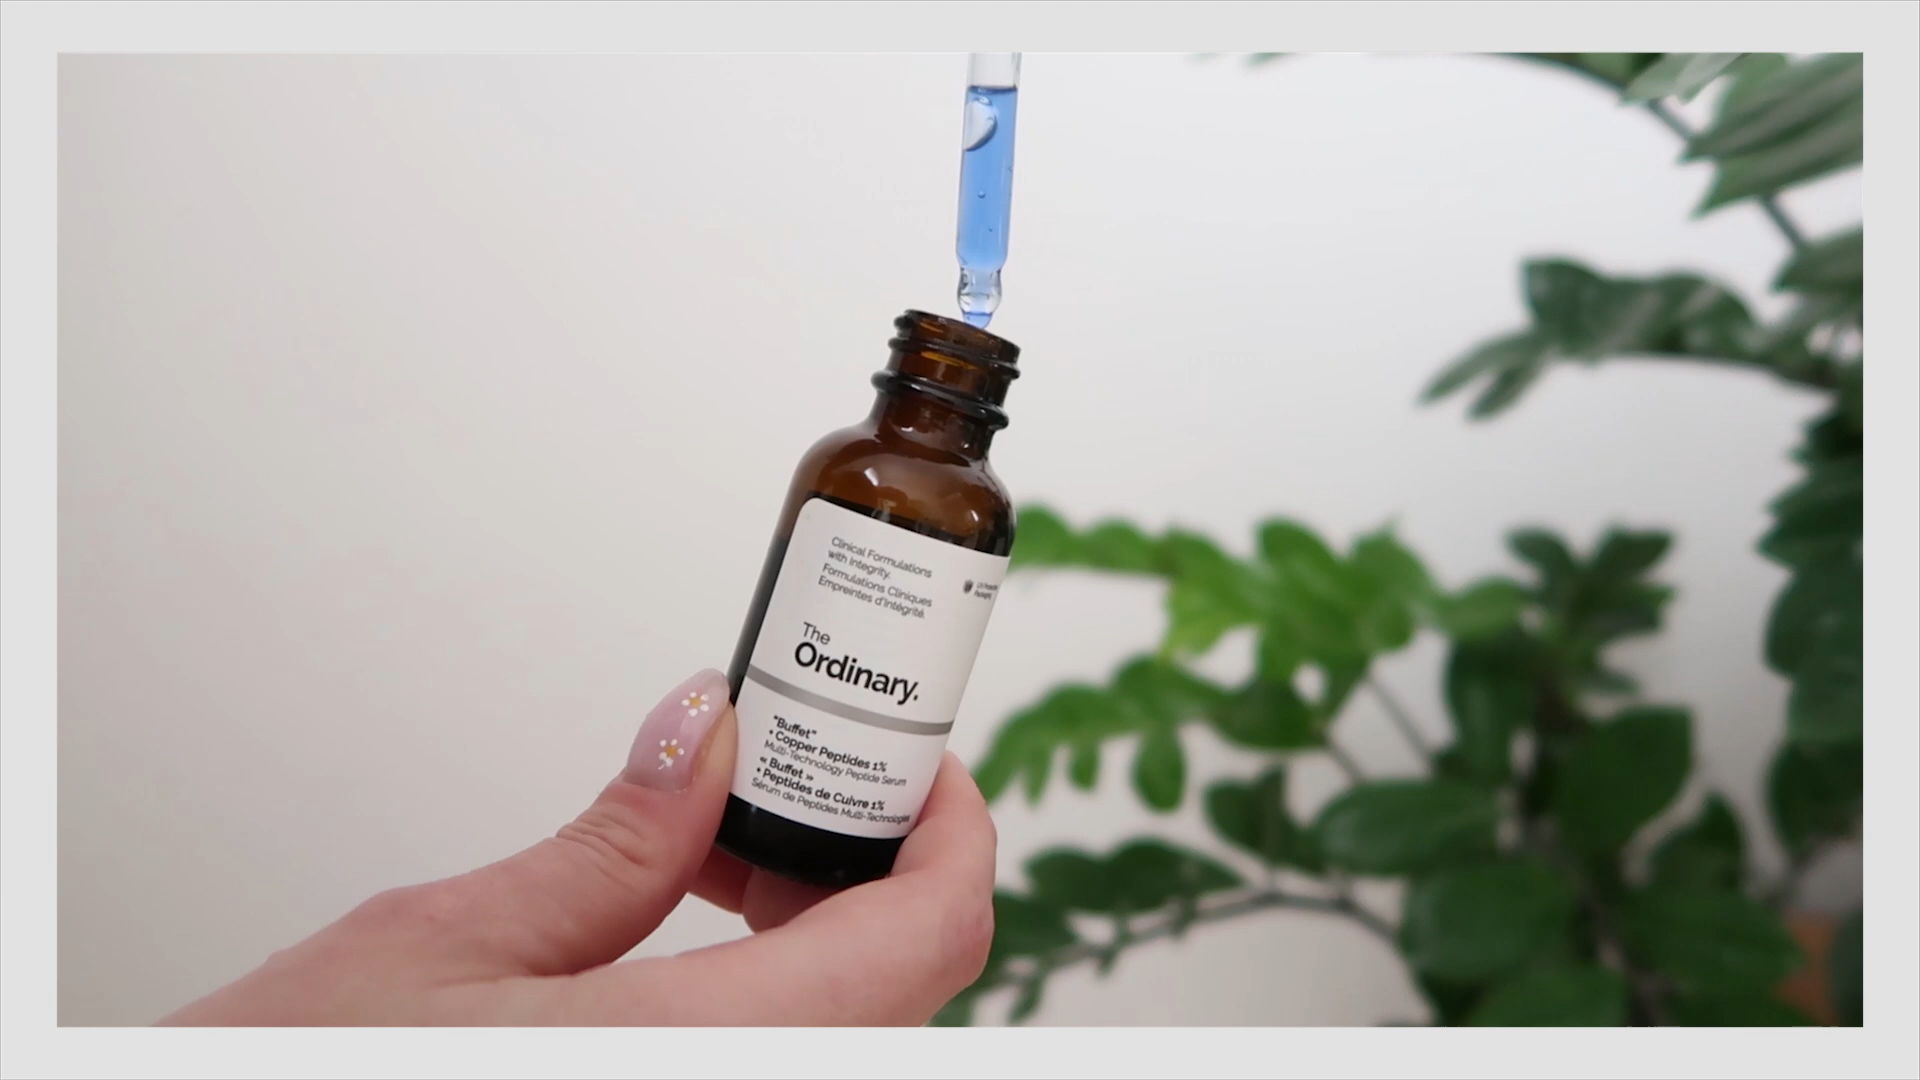 Clinical Formulations
with Integrity.
Formulations Cliniques
Empreintes d'Intégrité.
The
Ordinary.
"Buffet"
+ Copper Peptides 1%
Multi-Technology Peptide Serum
« Buffet »
+ Peptides de Cuivre 1%
Sérum de Peptides Multi-Technologies